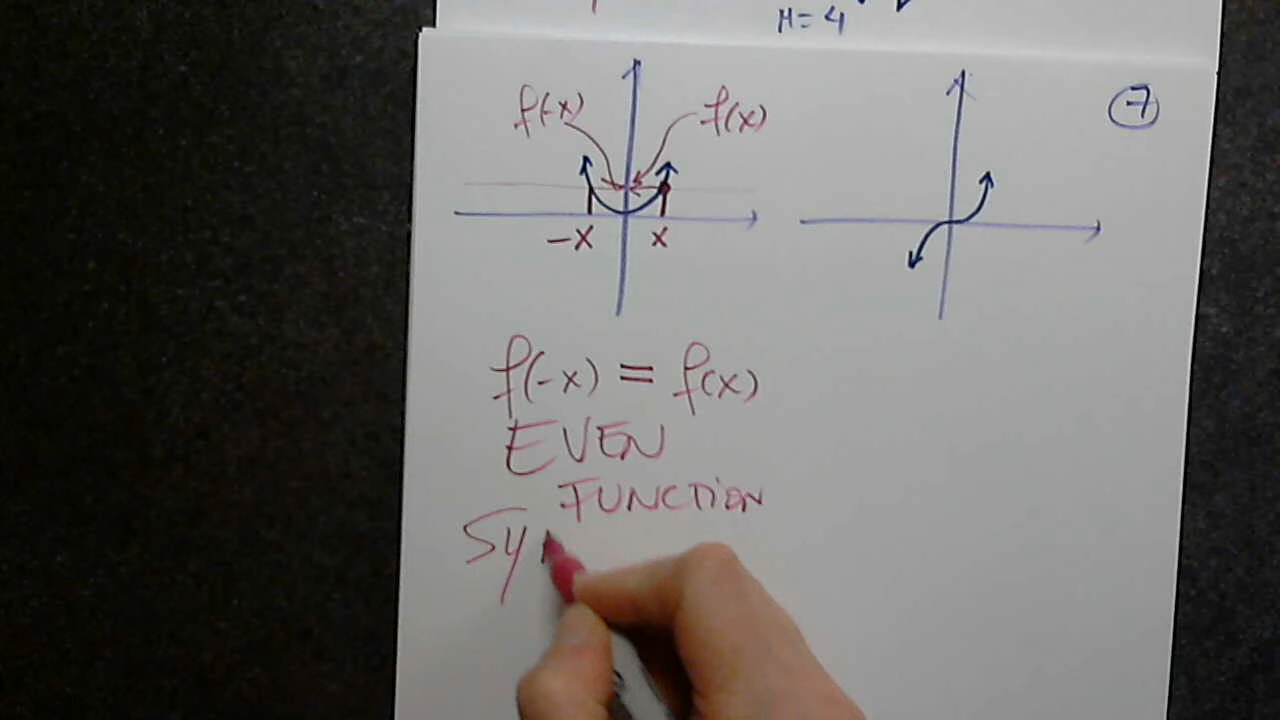 M=4
f(-x) f(x)
7
-x x
f(-x) = f(x)
EVEN
FUNCTION
Sy